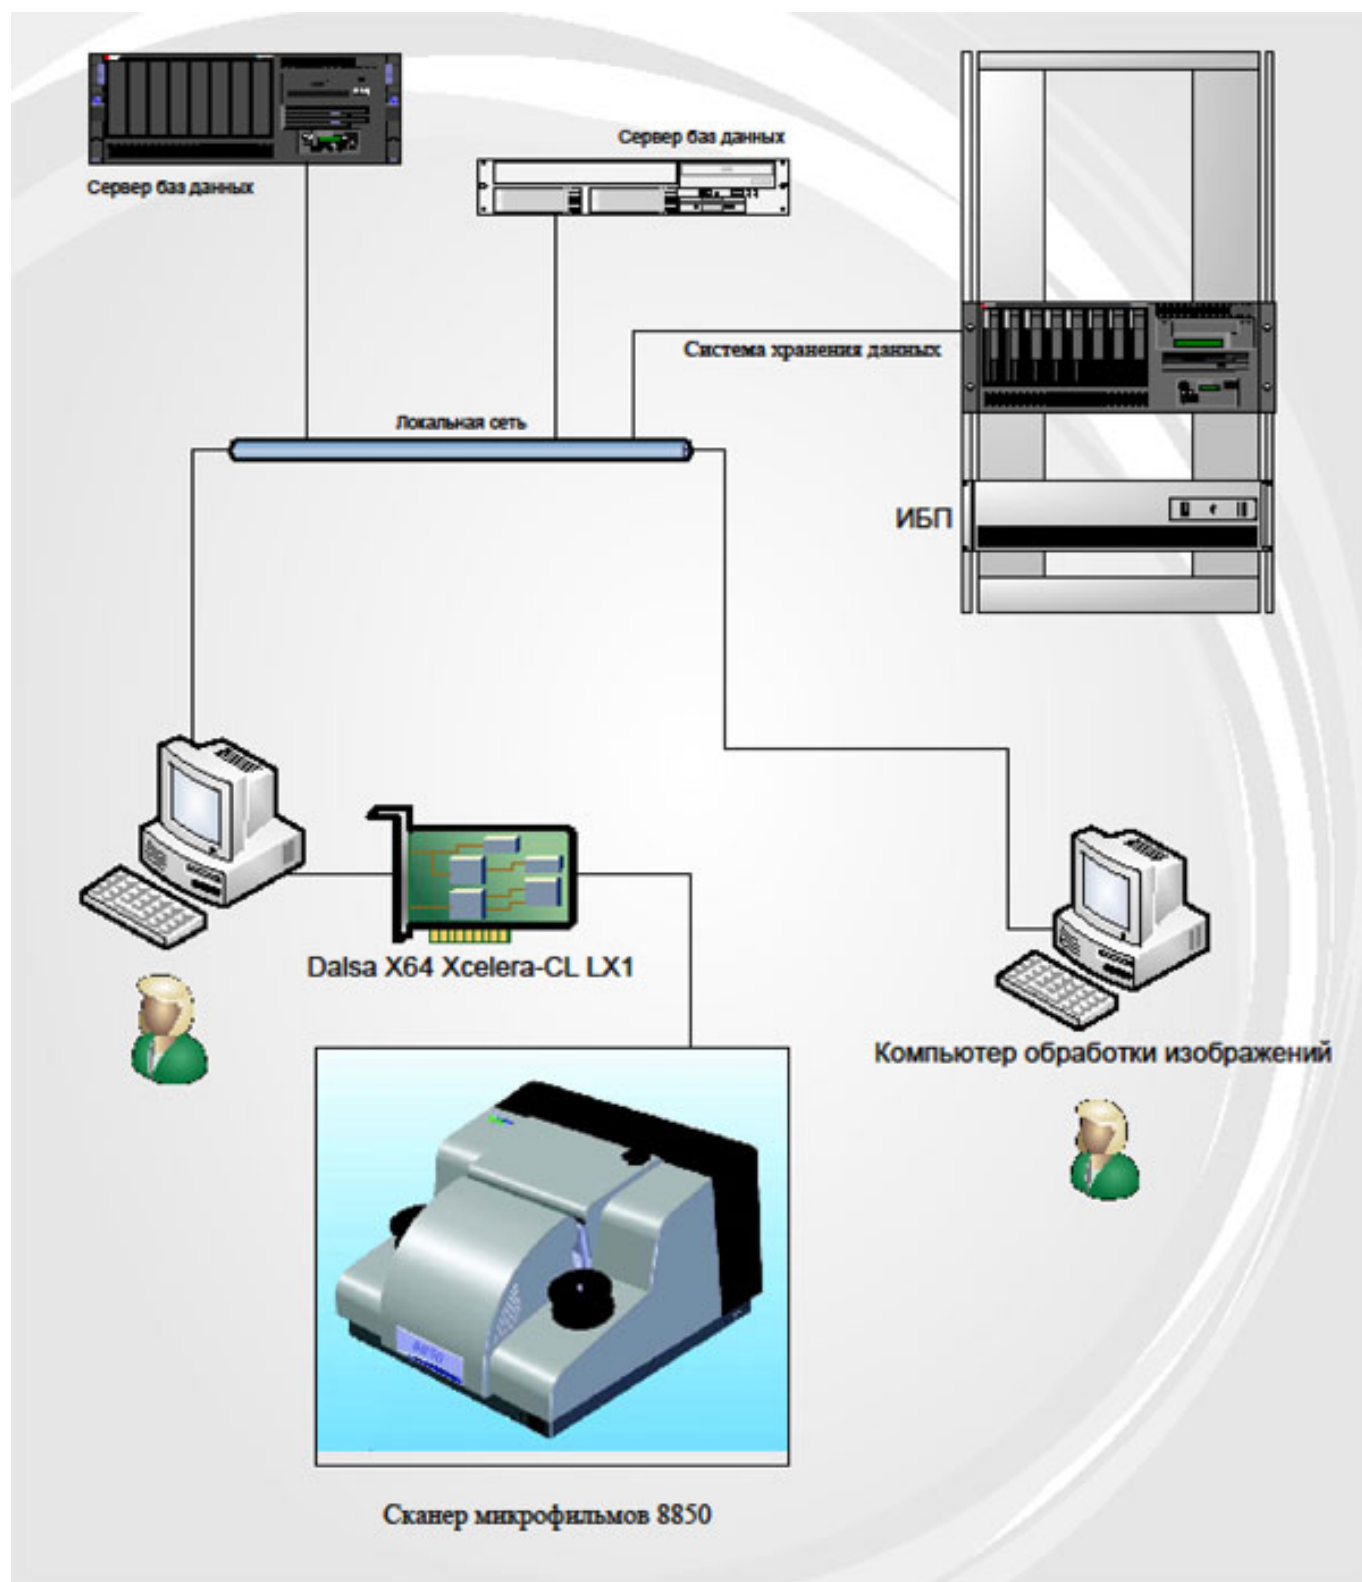 Сервер баз данных
Сервер баз данных
Система хранения данных
Локальная сеть
ИБП
Dalsa X64 Xcelera-CL LX1
Компьютер обработки изображений
8850
Сканер микрофильмов 8850